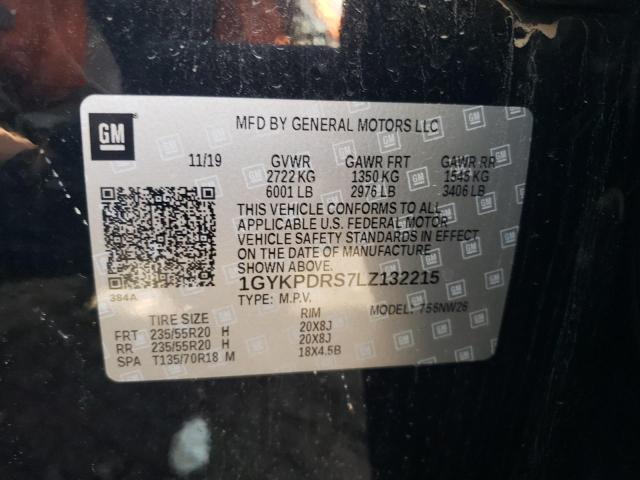 GM
MFD BY GENERAL MOTORS LLC
11/19 GVWR GAWR FRT GAWR RR
2722 KG 1350 KG 1545 KG
6001 LB 2976 LB 3406 LB
THIS VEHICLE CONFORMS TO ALL
APPLICABLE U.S. FEDERAL MOTOR
VEHICLE SAFETY STANDARDS IN EFFECT
ON THE DATE OF MANUFACTURE
SHOWN ABOVE.
1GYKPDRS7LZ132215
384A TYPE: M.P.V. MODEL: 756NW26
TIRE SIZE RIM
FRT 235/55R20 H 20X8J
RR 235/55R20 H 20X8J
SPA T135/70R18 M 18X4.5B